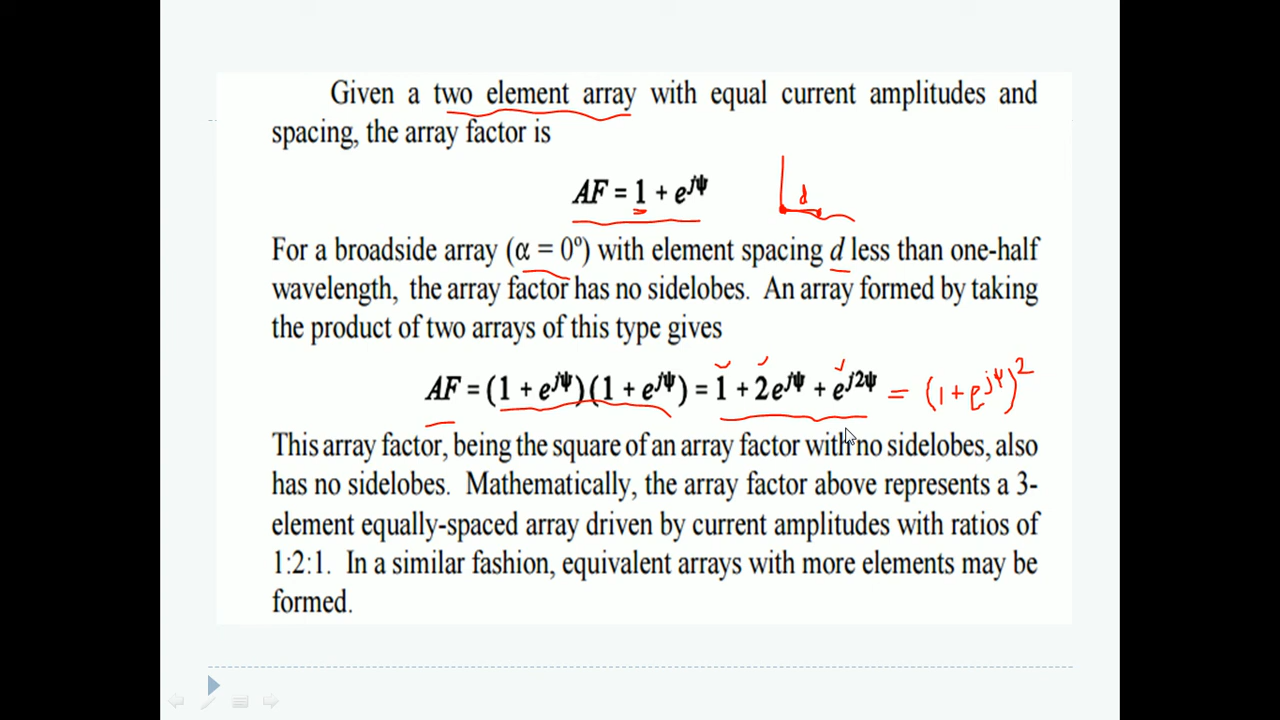 Given a two element array with equal current amplitudes and
spacing, the array factor is
AF = 1 + e^{jψ}
d
For a broadside array (α = 0º) with element spacing d less than one-half
wavelength, the array factor has no sidelobes. An array formed by taking
the product of two arrays of this type gives
AF = (1 + e^{jψ})(1 + e^{jψ}) = 1 + 2e^{jψ} + e^{j2ψ} = (1+e^{jψ})^2
This array factor, being the square of an array factor with no sidelobes, also
has no sidelobes. Mathematically, the array factor above represents a 3-
element equally-spaced array driven by current amplitudes with ratios of
1:2:1. In a similar fashion, equivalent arrays with more elements may be
formed.